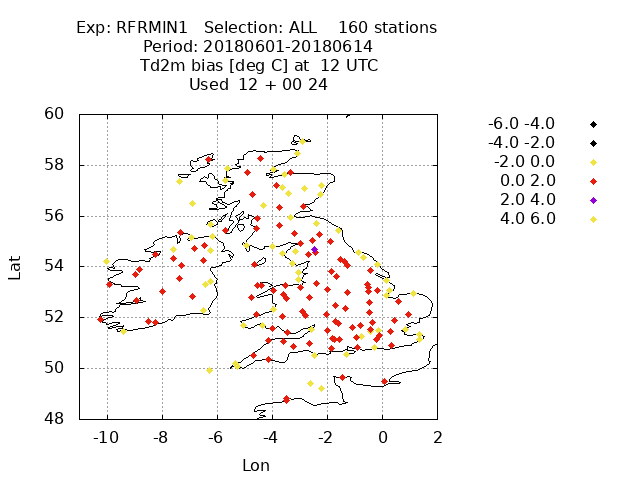 Exp: RFRMIN1 Selection: ALL 160 stations
Period: 20180601-20180614
Td2m bias [deg C] at 12 UTC
Used 12 + 00 24
60
58
56
54
52
50
48
-10 -8 -6 -4 -2 0 2
Lat
Lon
-6.0 -4.0
-4.0 -2.0
-2.0 0.0
0.0 2.0
2.0 4.0
4.0 6.0